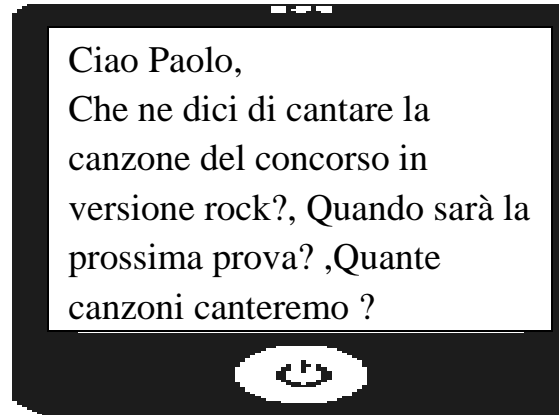 Ciao Paolo,
Che ne dici di cantare la
canzone del concorso in
versione rock?, Quando sarà la
prossima prova? ,Quante
canzoni canteremo ?